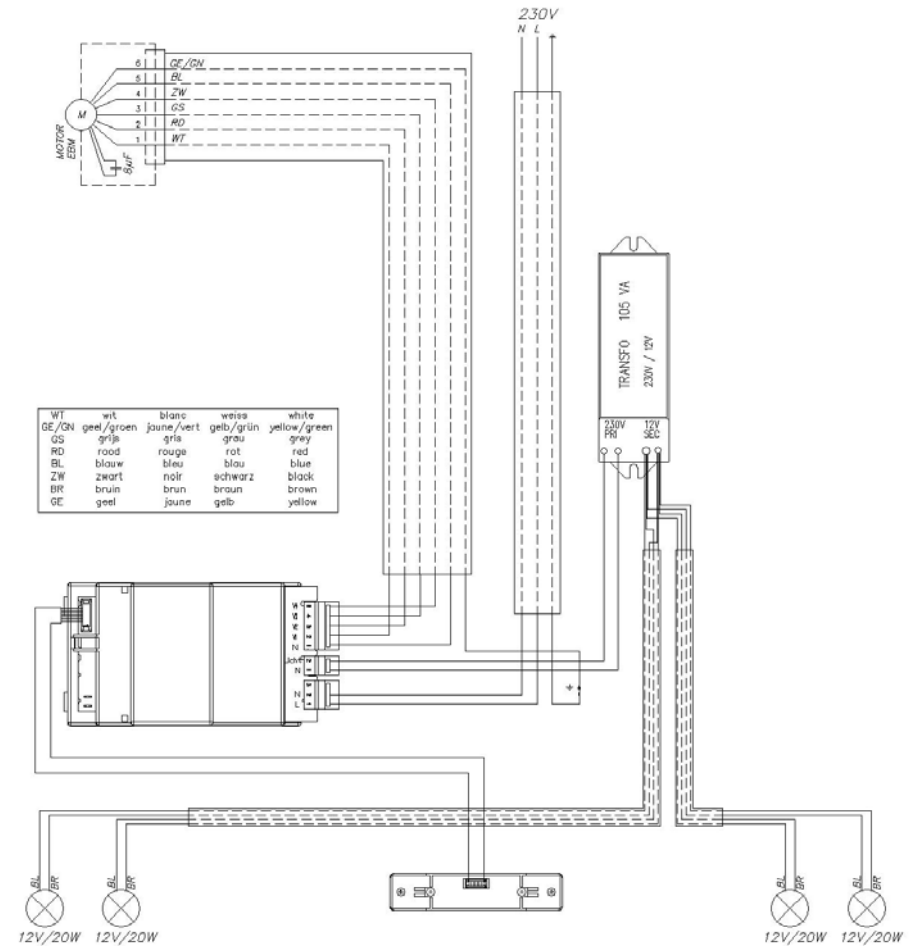 230V
N L
6 GE/GN
5 BL
4 ZW
3 GS
2 RD
1 WT
M
MOTOR
EBM
8µF
TRANSFO 105 VA
230V / 12V
230V 12V
PRI SEC
WT wit blanc weiss white
GE/GN geel/groen jaune/vert gelb/grün yellow/green
GS grijs gris grau grey
RD rood rouge rot red
BL blauw bleu blau blue
ZW zwart noir schwarz black
BR bruin brun braun brown
GE geel jaune gelb yellow
N
N
N
L
BL BR
BL BR
BL BR
BL BR
12V/20W 12V/20W 12V/20W 12V/20W